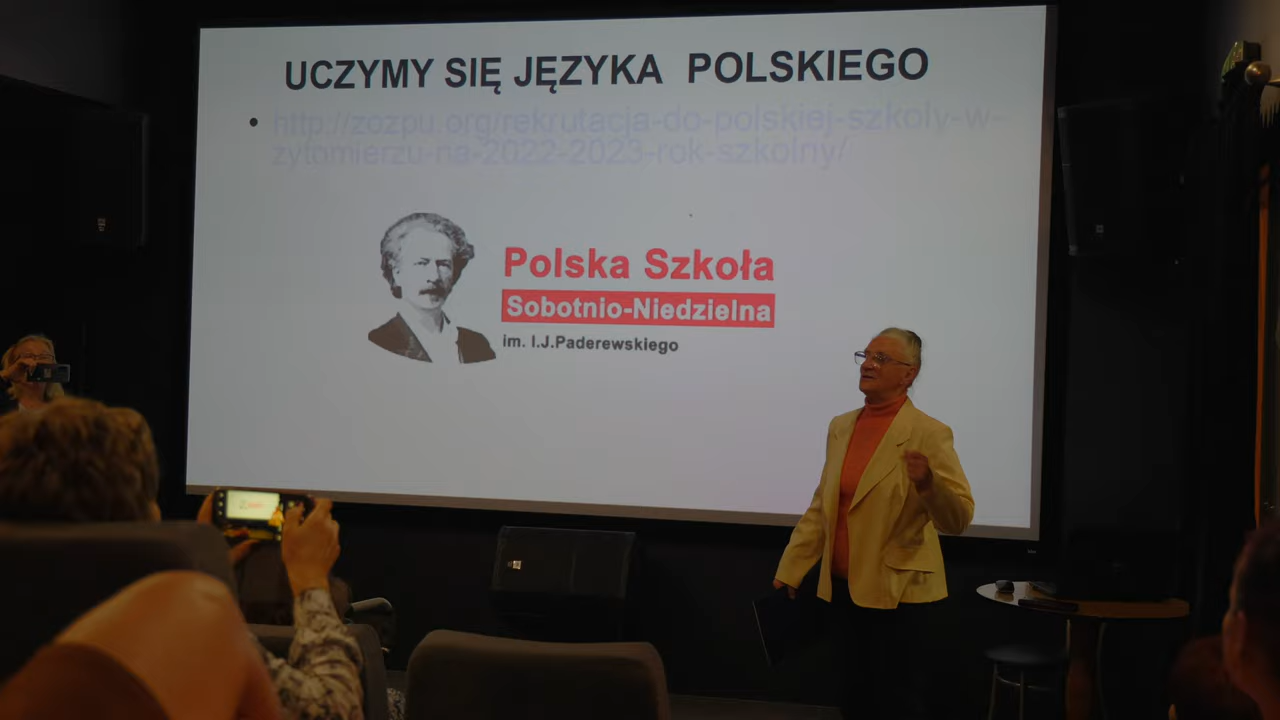 UCZYMY SIĘ JĘZYKA POLSKIEGO
http://zozpu.org/rekrutacja-do-polskiej-szkoly-w-
zytomierzu-na-2022-2023-rok-szkolny/
Polska Szkoła
Sobotnio-Niedzielna
im. I.J.Paderewskiego